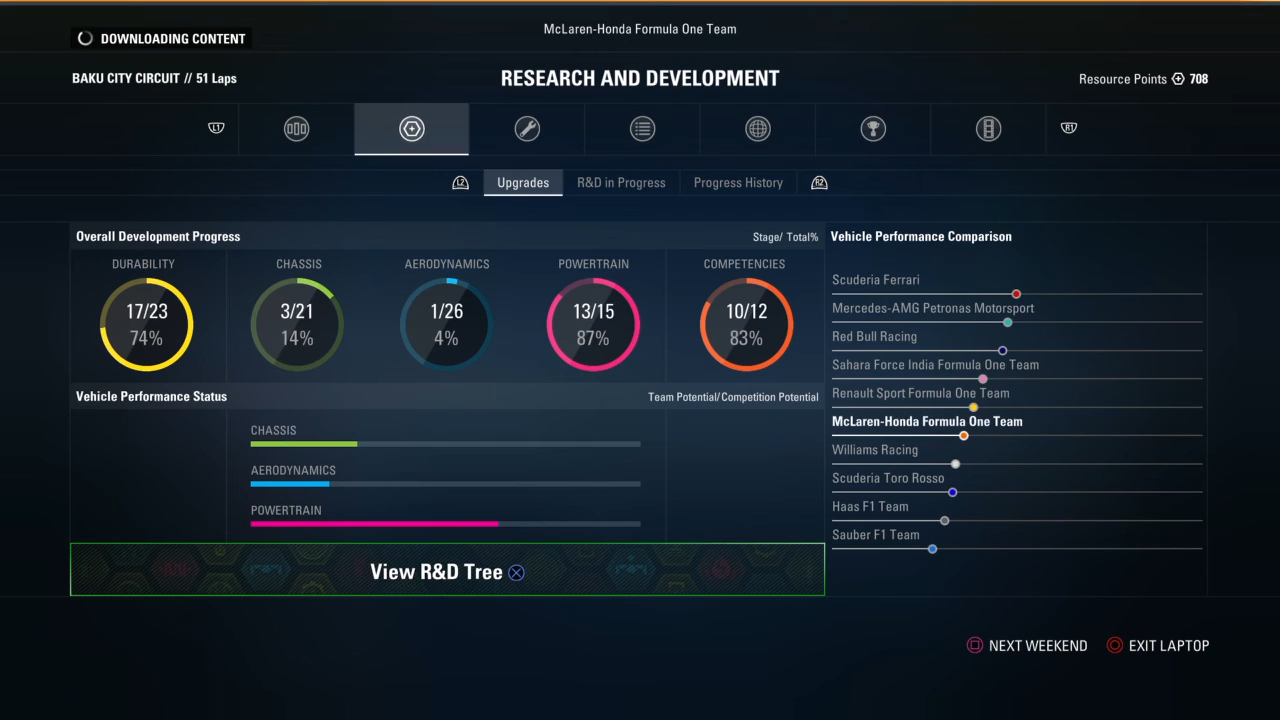 McLaren-Honda Formula One Team
DOWNLOADING CONTENT
BAKU CITY CIRCUIT // 51 Laps
RESEARCH AND DEVELOPMENT
Resource Points 708
L1
R1
L2
Upgrades
R&D in Progress
Progress History
R2
Overall Development Progress
Stage/ Total%
DURABILITY
CHASSIS
AERODYNAMICS
POWERTRAIN
COMPETENCIES
17/23
3/21
1/26
13/15
10/12
74%
14%
4%
87%
83%
Vehicle Performance Status
Team Potential/Competition Potential
CHASSIS
AERODYNAMICS
POWERTRAIN
View R&D Tree
Vehicle Performance Comparison
Scuderia Ferrari
Mercedes-AMG Petronas Motorsport
Red Bull Racing
Sahara Force India Formula One Team
Renault Sport Formula One Team
McLaren-Honda Formula One Team
Williams Racing
Scuderia Toro Rosso
Haas F1 Team
Sauber F1 Team
NEXT WEEKEND
EXIT LAPTOP